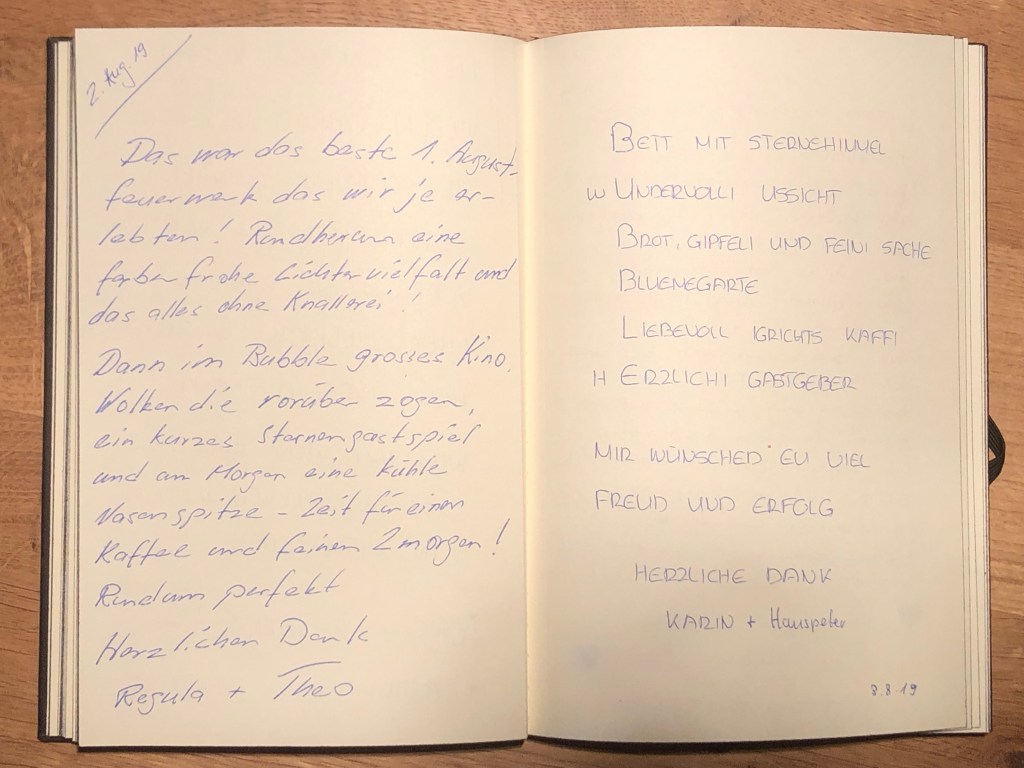 2. Aug. 19
Das war das beste 1. August-
feuerwerk das wir je er-
lebten! Rundherum eine
farbenfrohe Lichtervielfalt und
das alles ohne Knallerei!
Dann im Bubble grosses Kino.
Wolken die vorüber zogen,
ein kurzes Sternengastspiel
und am Morgen eine kühle
Nasenspitze - Zeit für einen
Kaffee und feinen Zmorgen!
Rundum perfekt
Herzlichen Dank
Regula + Theo
BETT MIT STERNEHIMMEL
WUNDERVOLLI USSICHT
BROT, GIPFELI UND FEINI SACHE
BLUEMEGARTE
LIEBEVOLL IGRICHTS KAFFI
HERZLICHI GASTGEBER
MIR WÜNSCHED EU VIEL
FREUD UND ERFOLG
HERZLICHE DANK
KARIN + Hanspeter
3.8.19